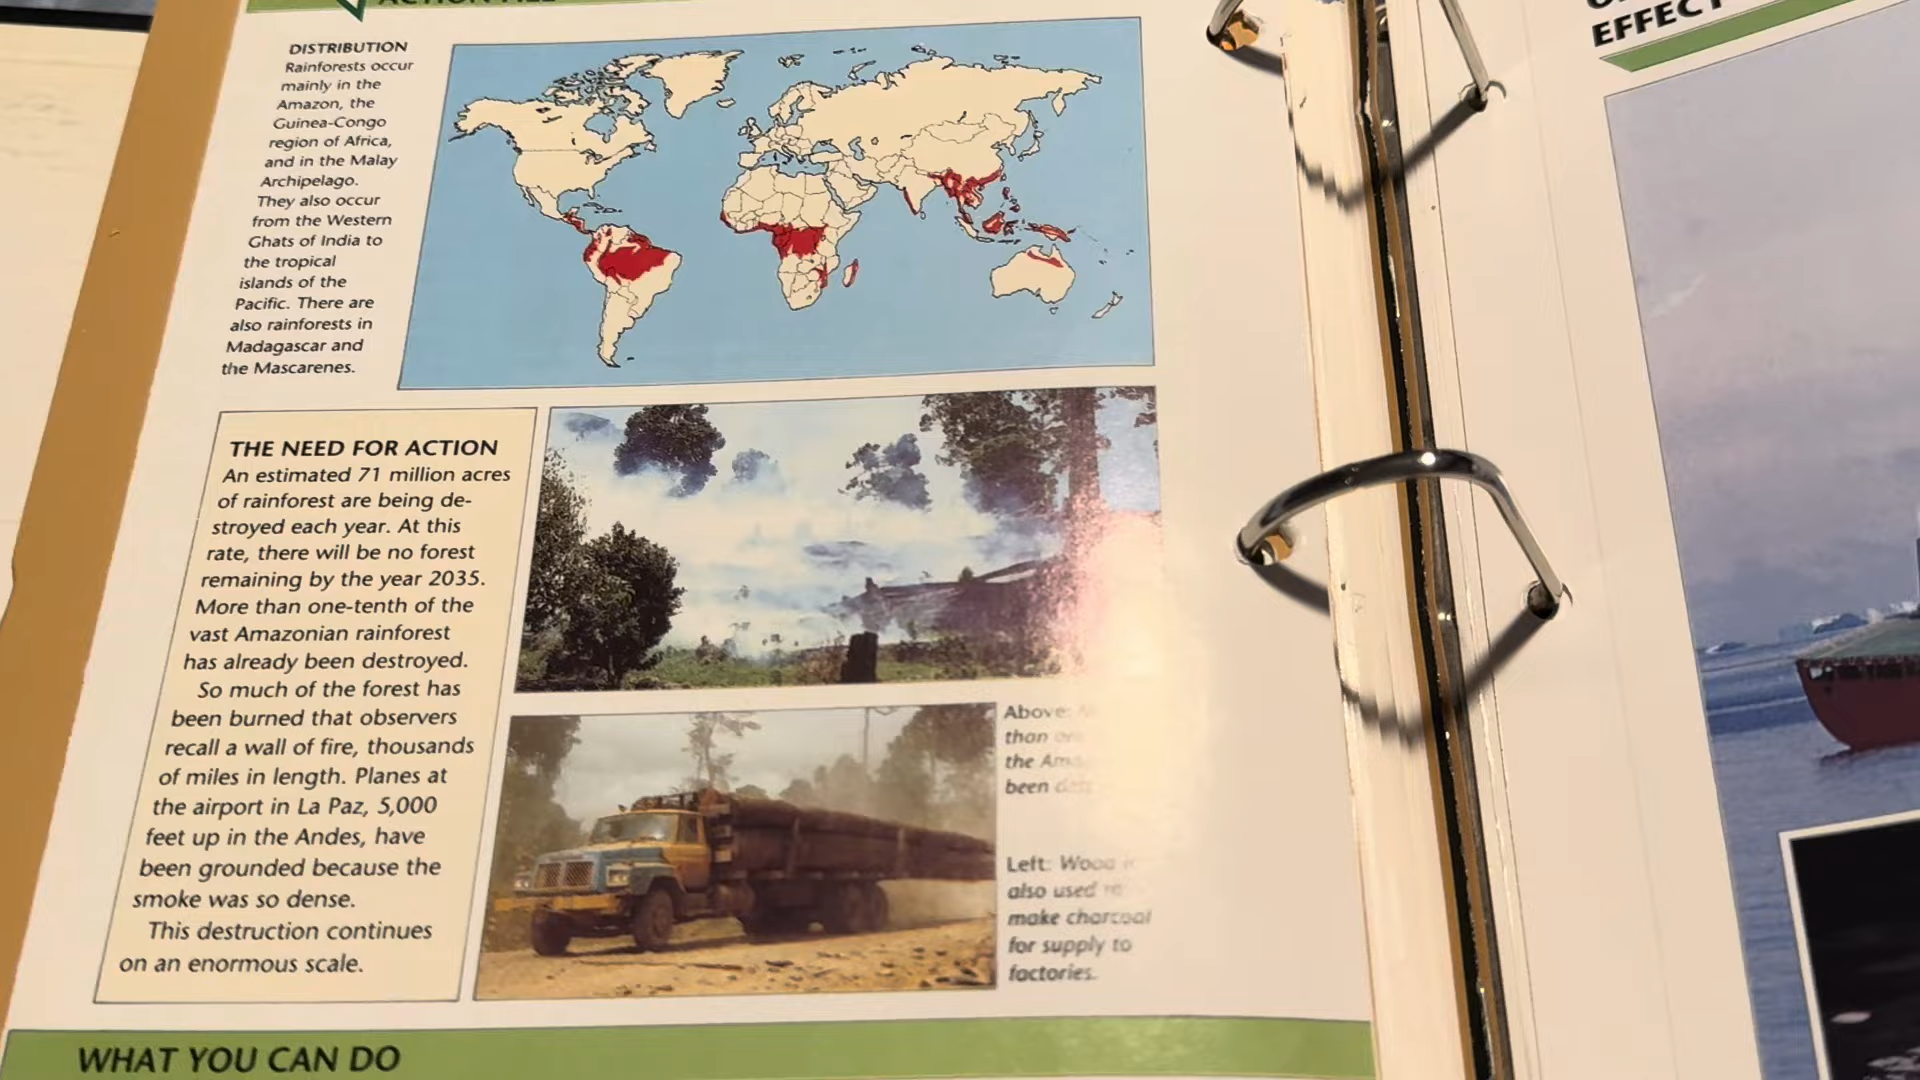 ACTION FILE
DISTRIBUTION
Rainforests occur
mainly in the
Amazon, the
Guinea-Congo
region of Africa,
and in the Malay
Archipelago.
They also occur
from the Western
Ghats of India to
the tropical
islands of the
Pacific. There are
also rainforests in
Madagascar and
the Mascarenes.
THE NEED FOR ACTION
An estimated 71 million acres
of rainforest are being de-
stroyed each year. At this
rate, there will be no forest
remaining by the year 2035.
More than one-tenth of the
vast Amazonian rainforest
has already been destroyed.
So much of the forest has
been burned that observers
recall a wall of fire, thousands
of miles in length. Planes at
the airport in La Paz, 5,000
feet up in the Andes, have
been grounded because the
smoke was so dense.
This destruction continues
on an enormous scale.
Above:
than
the
been
Left: Wood
also used to
make charcoal
for supply to
factories.
WHAT YOU CAN DO
EFFECT